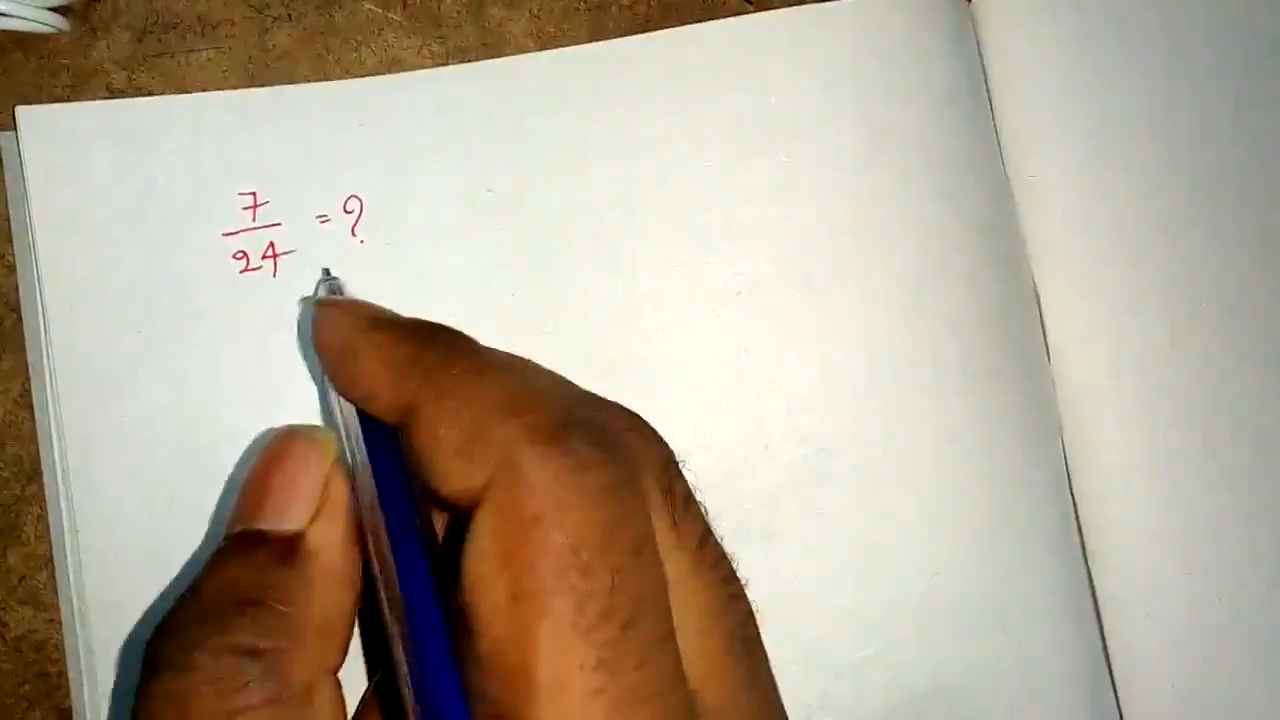 7/24 = ?